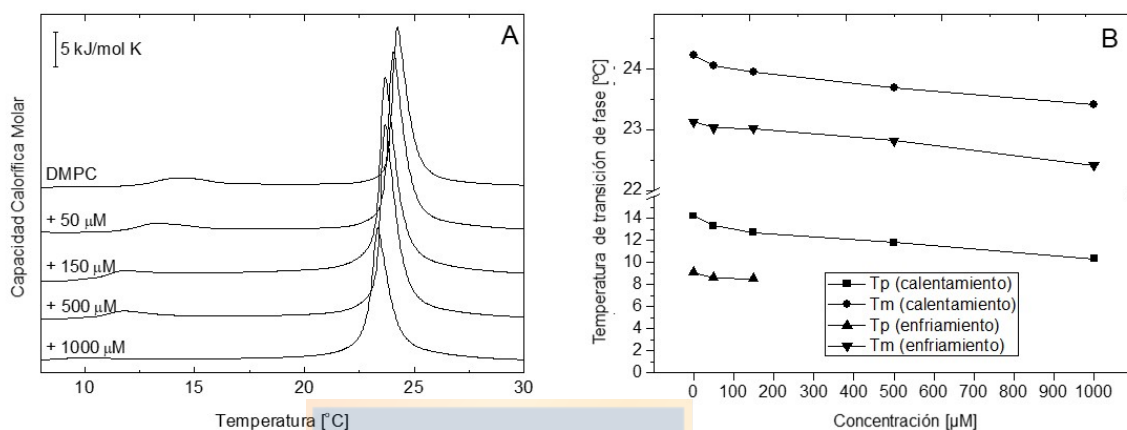 A
5 kJ/mol K
Capacidad Calorífica Molar
DMPC
+ 50 µM
+ 150 µM
+ 500 µM
+ 1000 µM
10 15 20 25 30
Temperatura [°C]
B
Temperatura de transición de fase [ºC]
24
23
22
14
12
10
8
6
4
2
0
Tp (calentamiento)
Tm (calentamiento)
Tp (enfriamiento)
Tm (enfriamiento)
0 100 200 300 400 500 600 700 800 900 1000
Concentración [µM]